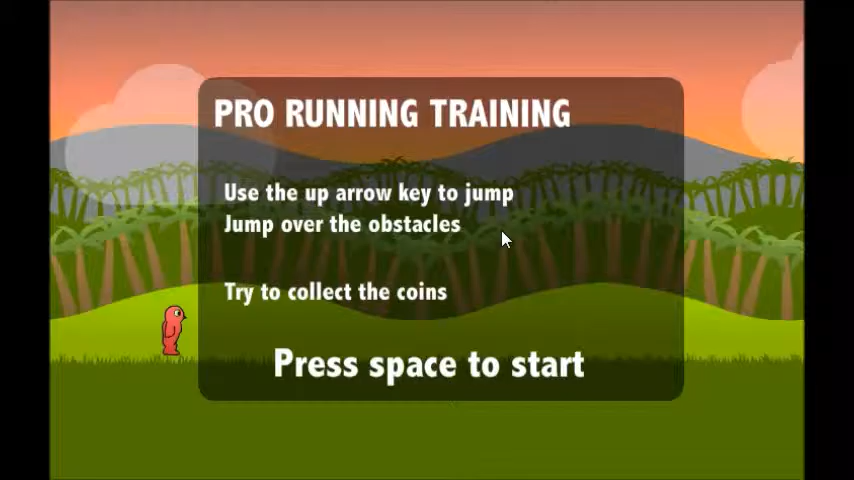 PRO RUNNING TRAINING
Use the up arrow key to jump
Jump over the obstacles
Try to collect the coins
Press space to start